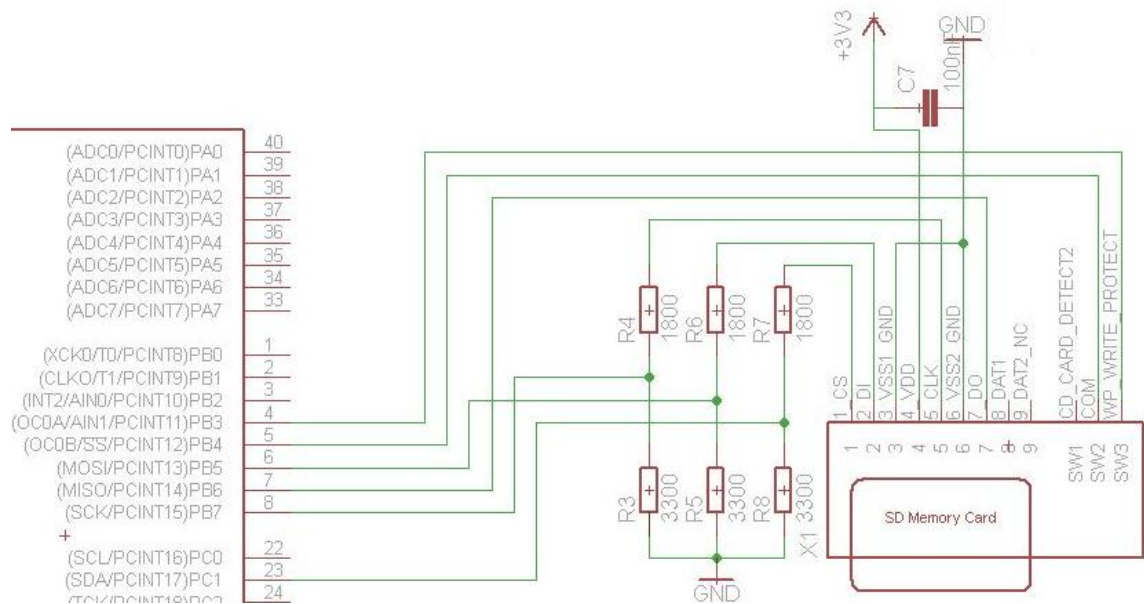 +3V3
GND
C7
100nF
(ADC0/PCINT0)PA0
40
(ADC1/PCINT1)PA1
39
(ADC2/PCINT2)PA2
38
(ADC3/PCINT3)PA3
37
(ADC4/PCINT4)PA4
36
(ADC5/PCINT5)PA5
35
(ADC6/PCINT6)PA6
34
(ADC7/PCINT7)PA7
33
(XCK0/T0/PCINT8)PB0
1
(CLKO/T1/PCINT9)PB1
2
(INT2/AIN0/PCINT10)PB2
3
(OC0A/AIN1/PCINT11)PB3
4
(OC0B/SS/PCINT12)PB4
5
(MOSI/PCINT13)PB5
6
(MISO/PCINT14)PB6
7
(SCK/PCINT15)PB7
8
(SCL/PCINT16)PC0
22
(SDA/PCINT17)PC1
23
(TCK/PCINT18)PC2
24
R4
1800
R6
1800
R7
1800
R3
3300
R5
3300
R8
3300
GND
1 CS
2 DI
3 VSS1 GND
4 VDD
5 CLK
6 VSS2 GND
7 DO
8 DAT1
9 DAT2_NC
CD_CARD_DETECT2
COM
WP_WRITE_PROTECT
1
2
3
4
5
6
7
8
9
SW1
SW2
SW3
X1
SD Memory Card